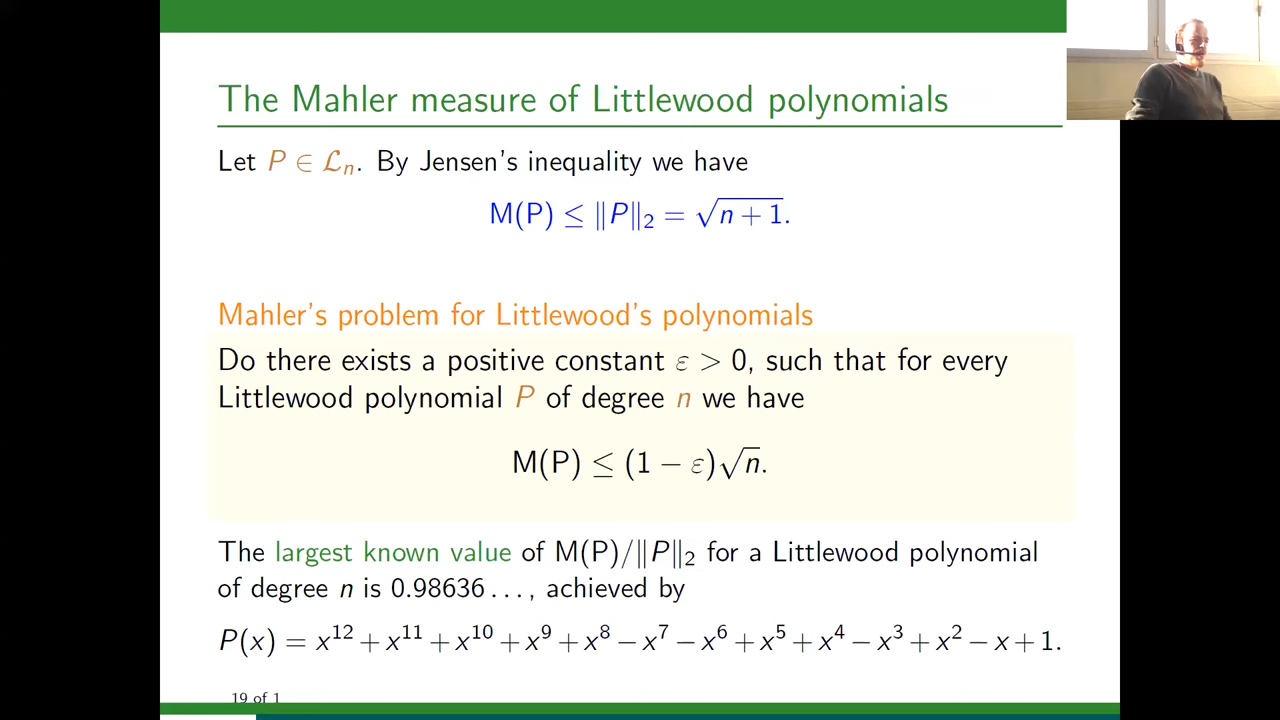 The Mahler measure of Littlewood polynomials
Let P ∈ ℒₙ. By Jensen's inequality we have
M(P) ≤ ‖P‖₂ = √(n + 1).
Mahler's problem for Littlewood's polynomials
Do there exists a positive constant ε > 0, such that for every
Littlewood polynomial P of degree n we have
M(P) ≤ (1 − ε)√n.
The largest known value of M(P)/‖P‖₂ for a Littlewood polynomial
of degree n is 0.98636…, achieved by
P(x) = x¹² + x¹¹ + x¹⁰ + x⁹ + x⁸ − x⁷ − x⁶ + x⁵ + x⁴ − x³ + x² − x + 1.
19 of 1